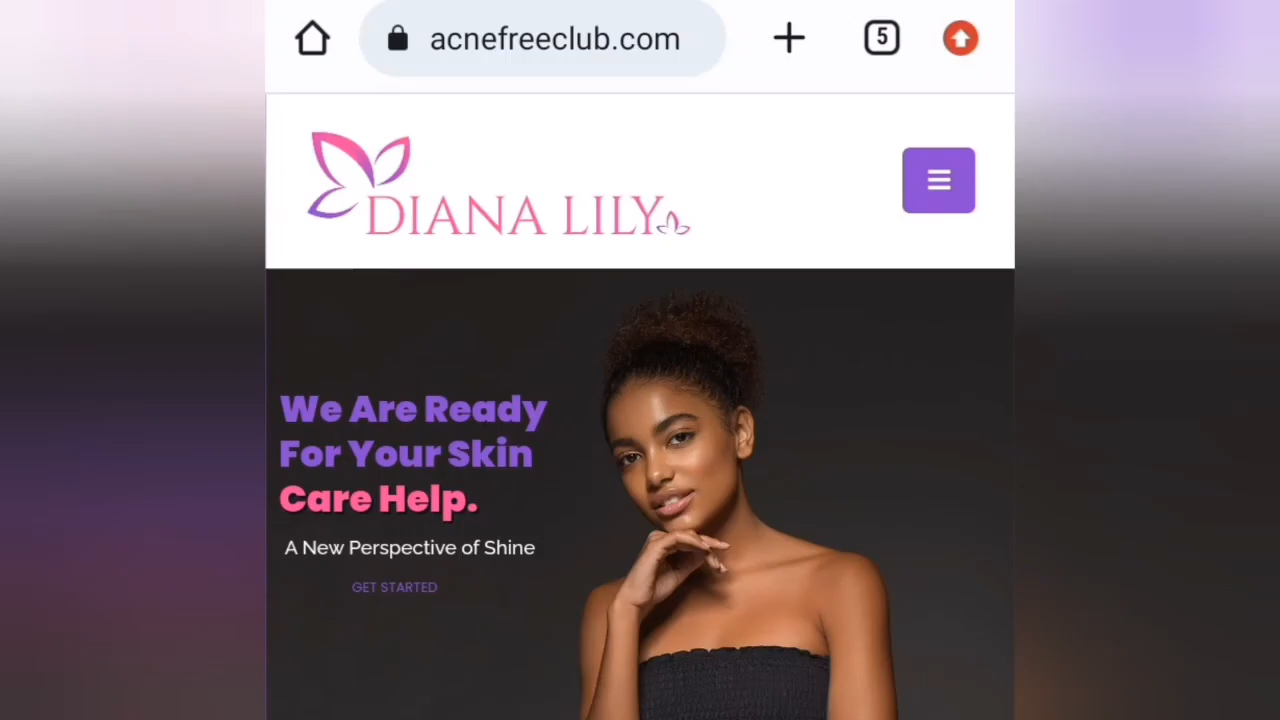 acnefreeclub.com
5
DIANA LILY
We Are Ready
For Your Skin
Care Help.
A New Perspective of Shine
GET STARTED